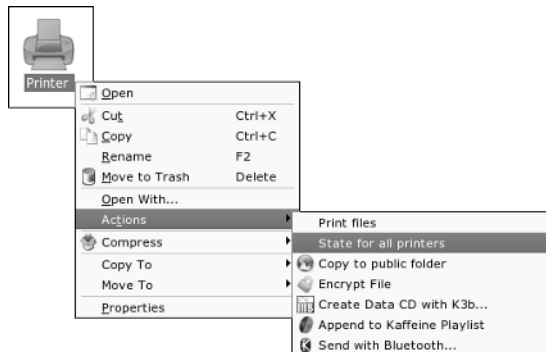 Printer
Open
Cut Ctrl+X
Copy Ctrl+C
Rename F2
Move to Trash Delete
Open With...
Actions
Compress
Copy To
Move To
Properties
Print files
State for all printers
Copy to public folder
Encrypt File
Create Data CD with K3b...
Append to Kaffeine Playlist
Send with Bluetooth...